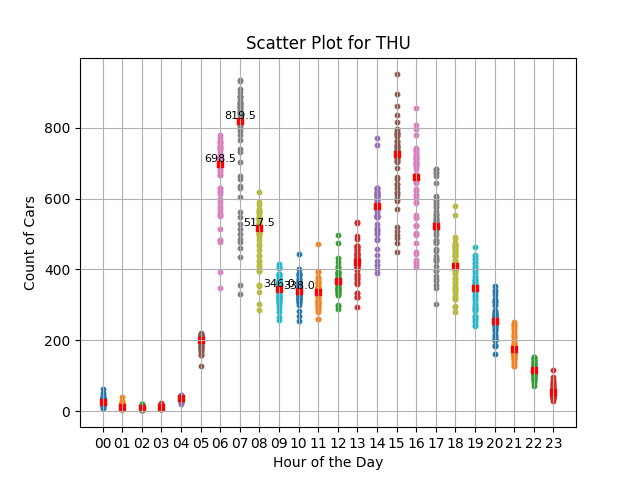 Scatter Plot for THU
Count of Cars
800
600
400
200
0
819.5
698.5
517.5
346.0
338.0
00 01 02 03 04 05 06 07 08 09 10 11 12 13 14 15 16 17 18 19 20 21 22 23
Hour of the Day